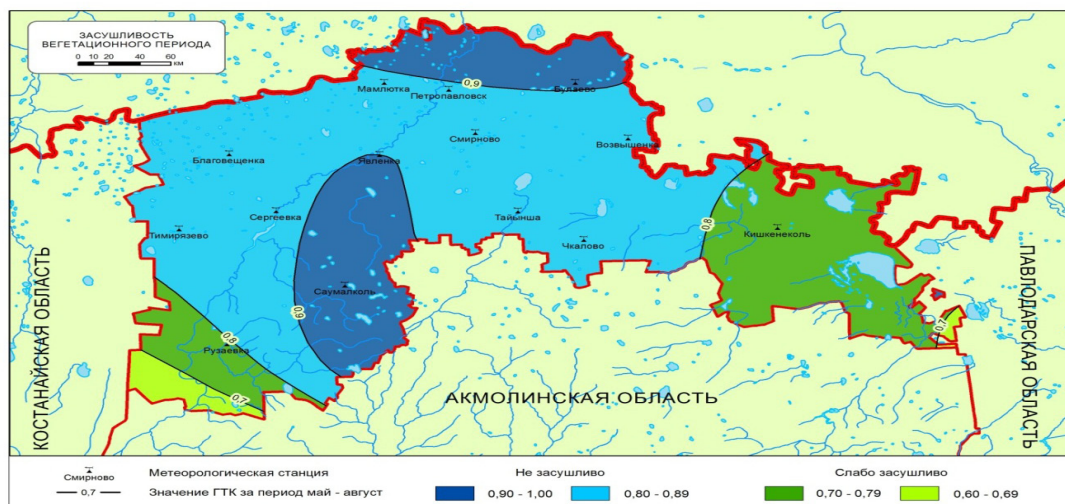 ЗАСУШЛИВОСТЬ
ВЕГЕТАЦИОННОГО ПЕРИОДА
0 10 20 40 60
КМ
0,9
Мамлютка
Петропавловск
Булаево
Смирново
Возвышенка
Благовещенка
Явленка
Сергеевка
Тайынша
Тимирязево
Чкалово
0,8
Кишкенеколь
Саумалколь
0,9
0,8
Рузаевка
0,7
0,7
КОСТАНАЙСКАЯ ОБЛАСТЬ
АКМОЛИНСКАЯ ОБЛАСТЬ
ПАВЛОДАРСКАЯ ОБЛАСТЬ
Смирново Метеорологическая станция
0,7 Значение ГТК за период май - август
Не засушливо
0,90 - 1,00 0,80 - 0,89
Слабо засушливо
0,70 - 0,79 0,60 - 0,69